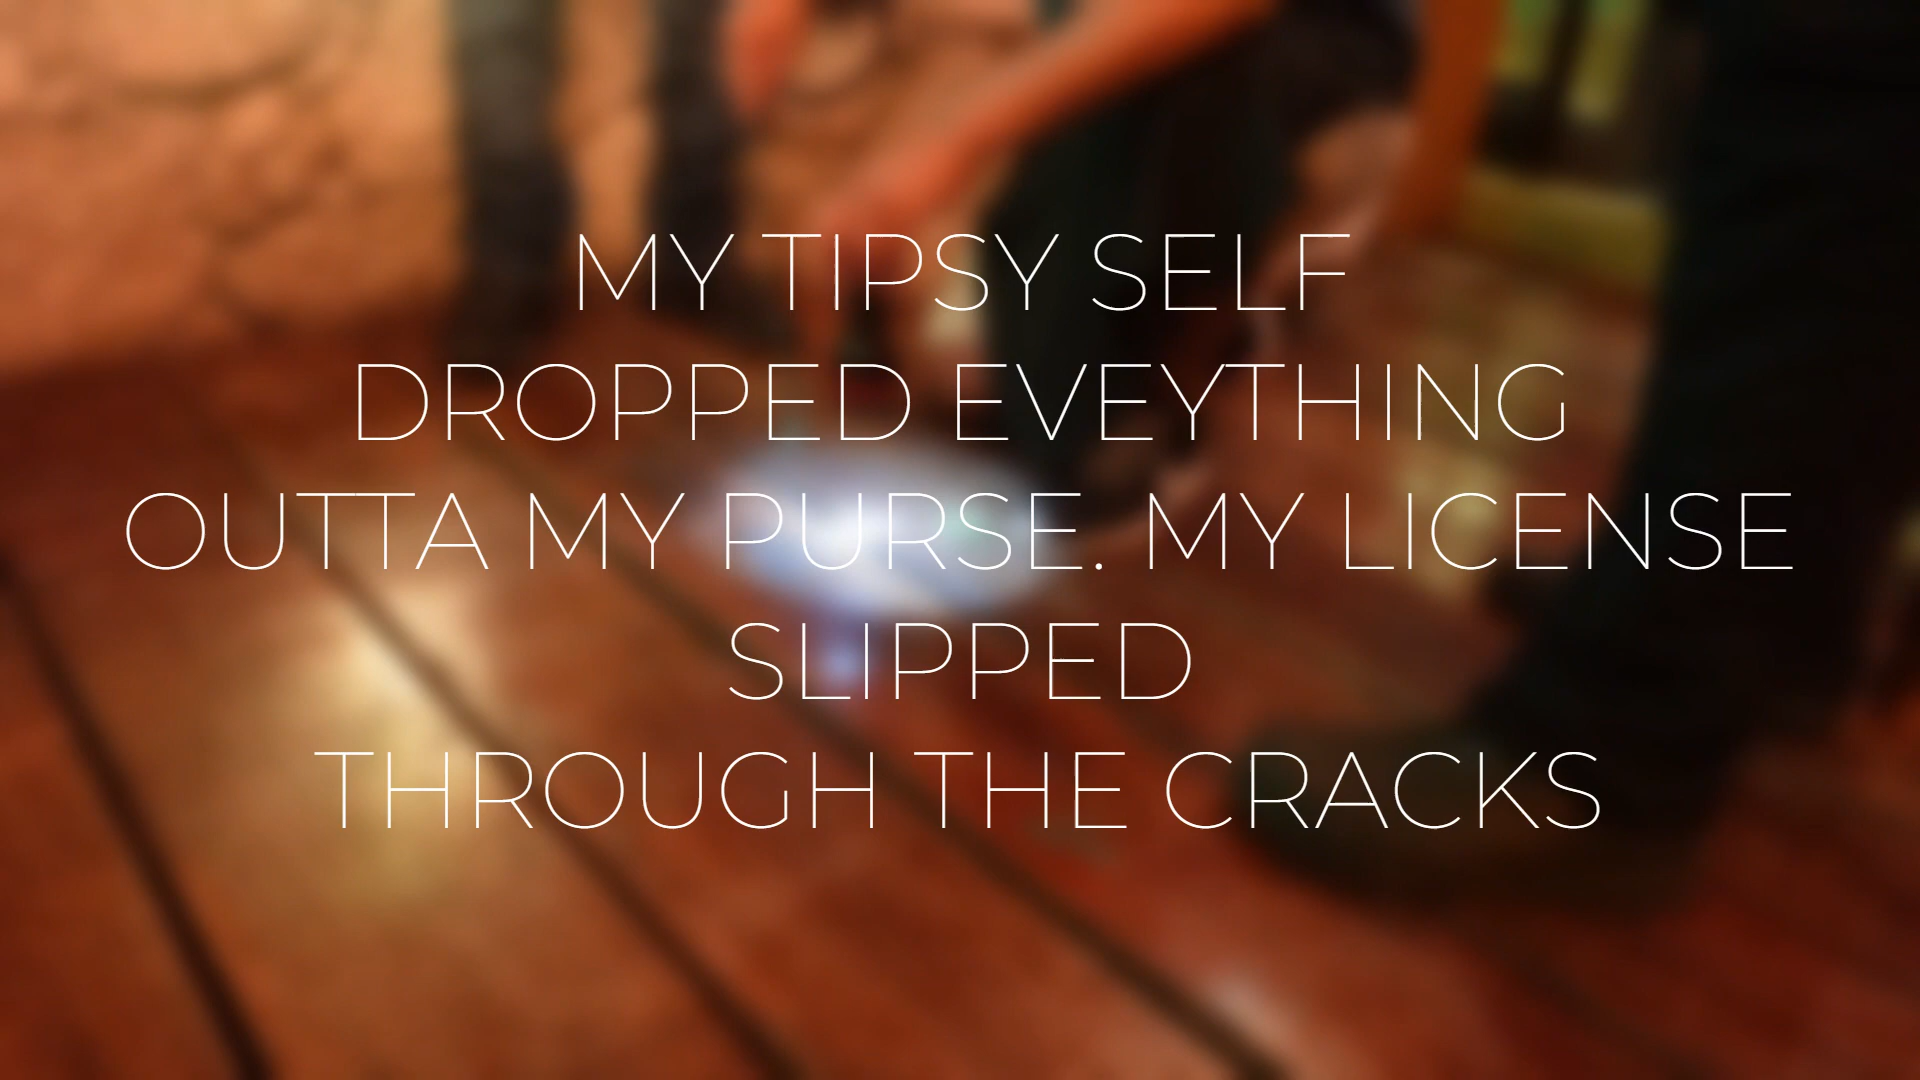 MY TIPSY SELF
DROPPED EVEYTHING
OUTTA MY PURSE. MY LICENSE
SLIPPED
THROUGH THE CRACKS